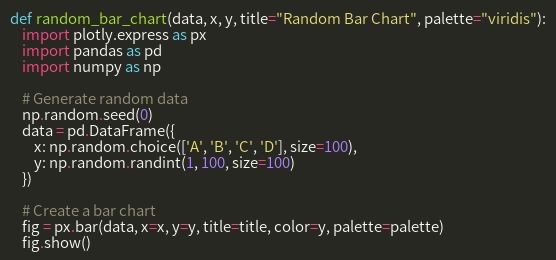 def random_bar_chart(data, x, y, title="Random Bar Chart", palette="viridis"):
    import plotly.express as px
    import pandas as pd
    import numpy as np

    # Generate random data
    np.random.seed(0)
    data = pd.DataFrame({
        x: np.random.choice(['A', 'B', 'C', 'D'], size=100),
        y: np.random.randint(1, 100, size=100)
    })

    # Create a bar chart
    fig = px.bar(data, x=x, y=y, title=title, color=y, palette=palette)
    fig.show()